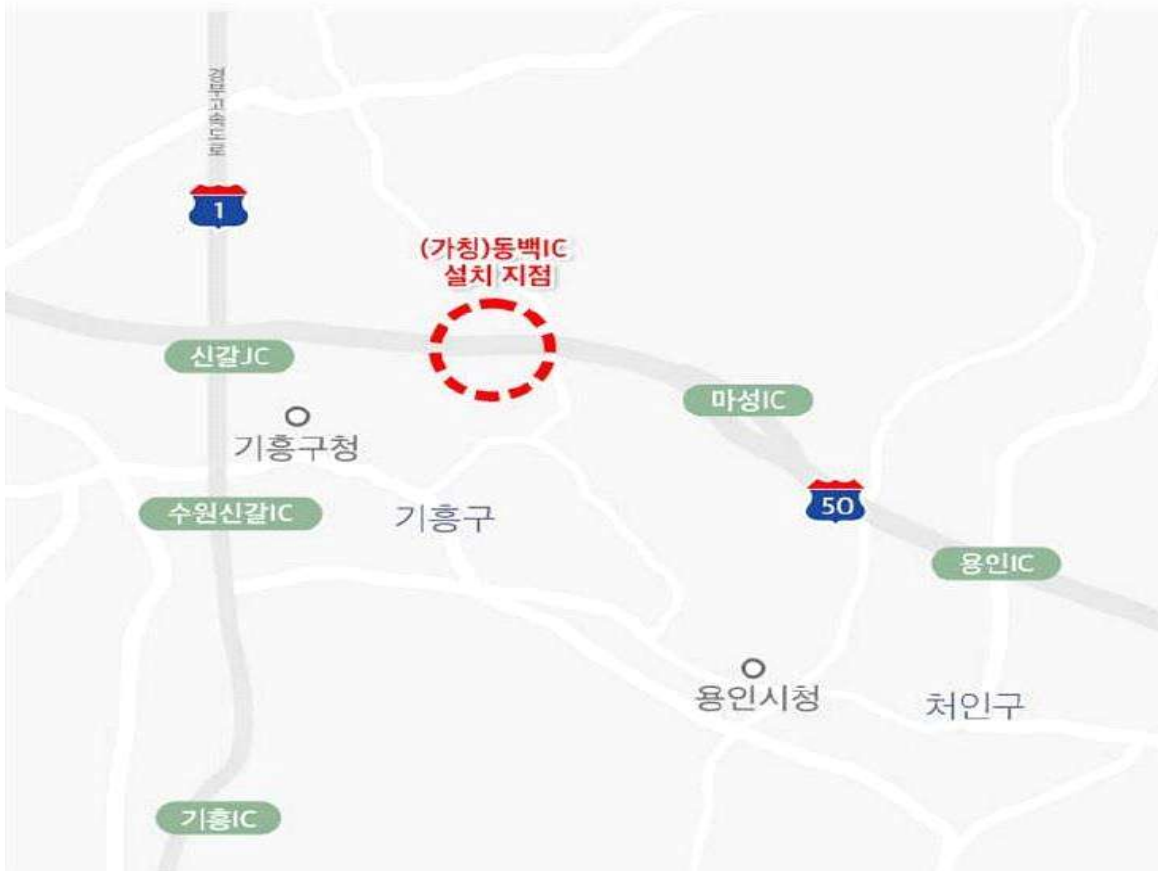 경부고속도로
1
(가칭)동백IC
설치 지점
신갈JC
마성IC
기흥구청
50
수원신갈IC
기흥구
용인IC
용인시청
처인구
기흥IC